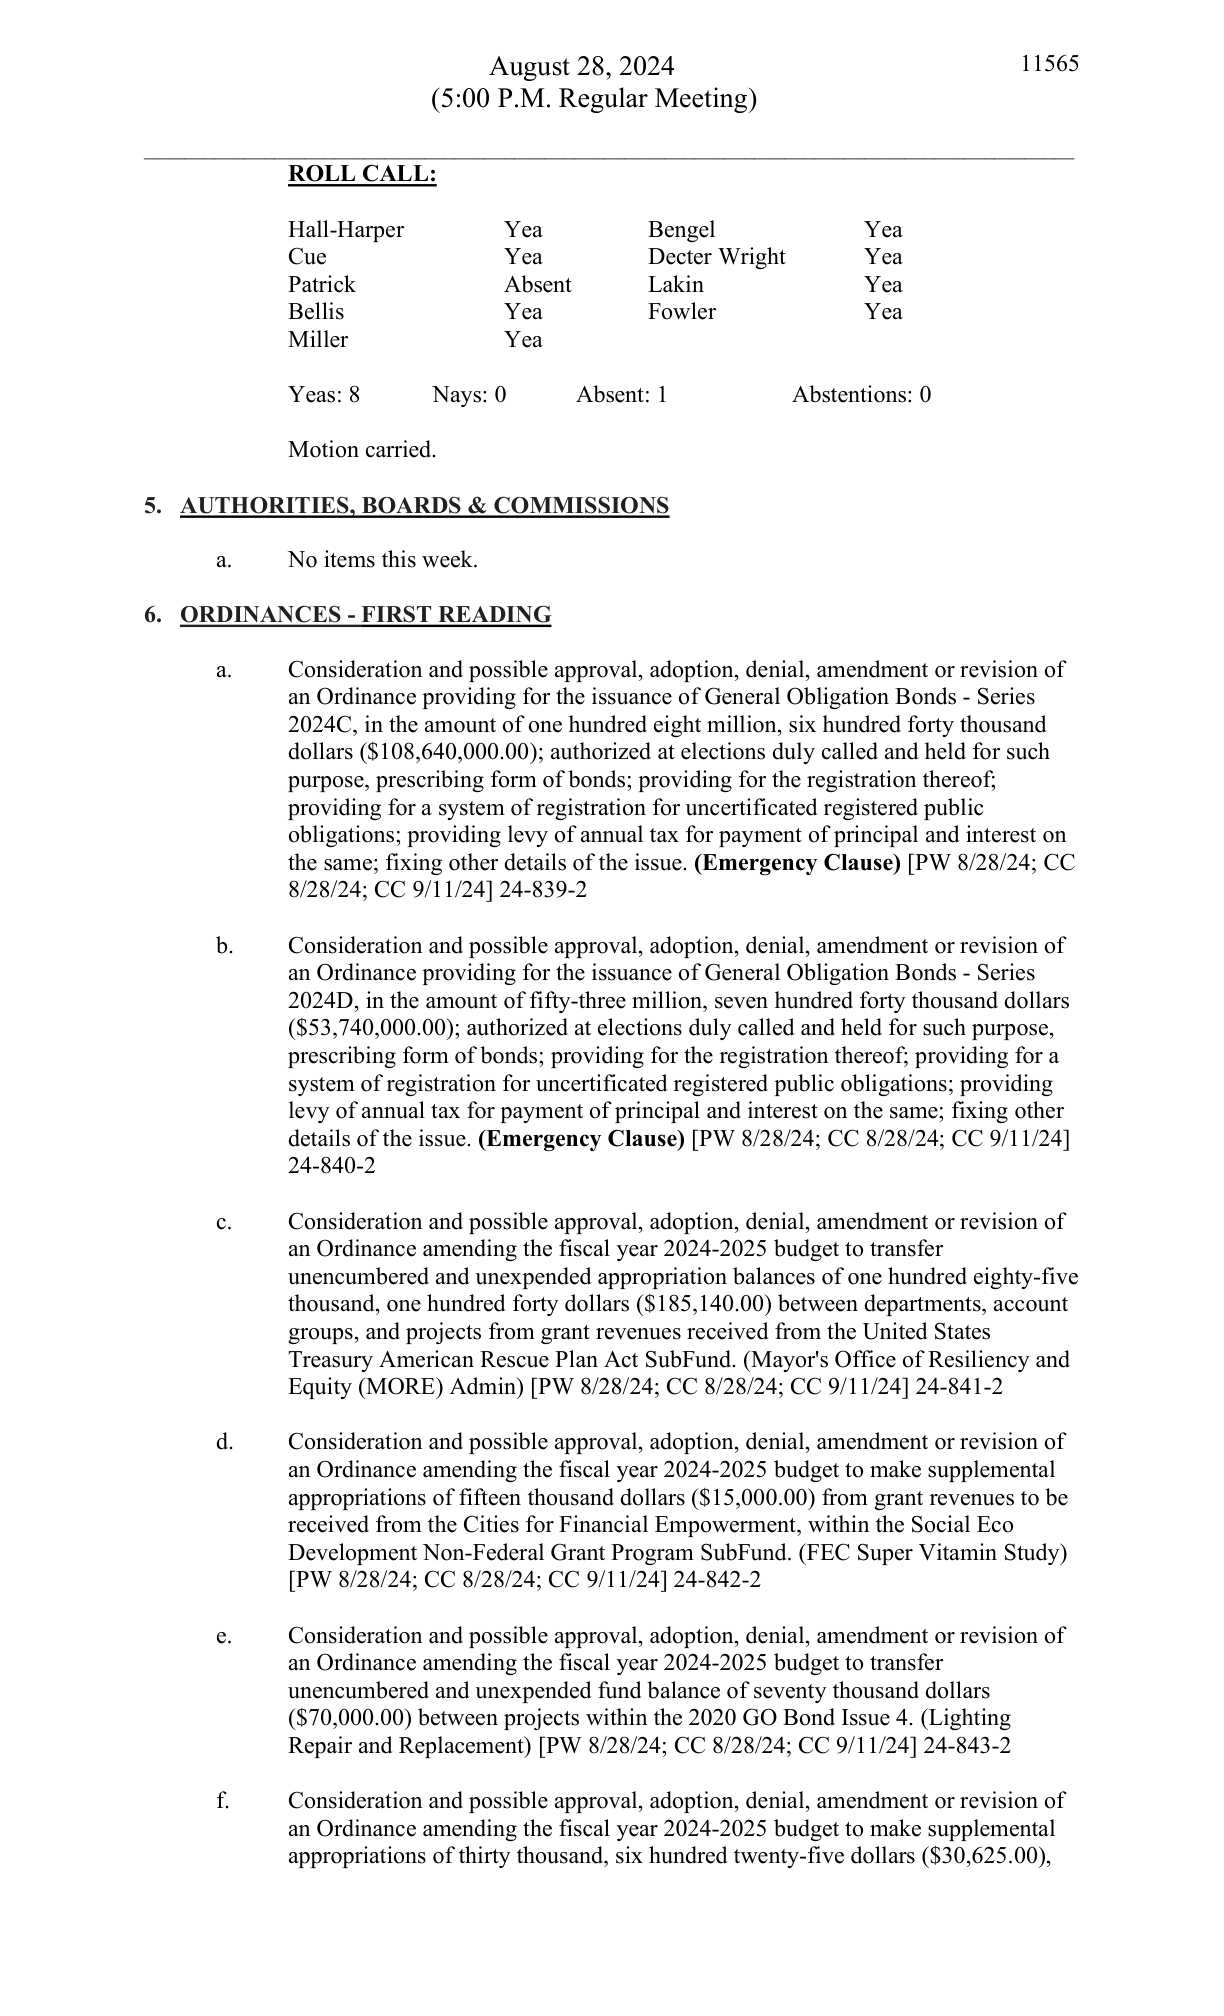 August 28, 2024
11565
(5:00 P.M. Regular Meeting)
ROLL CALL:
Hall-Harper Yea Bengel Yea
Cue Yea Decter Wright Yea
Patrick Absent Lakin Yea
Bellis Yea Fowler Yea
Miller Yea
Yeas: 8 Nays: 0 Absent: 1 Abstentions: 0
Motion carried.
5. AUTHORITIES, BOARDS & COMMISSIONS
a. No items this week.
6. ORDINANCES - FIRST READING
a. Consideration and possible approval, adoption, denial, amendment or revision of
an Ordinance providing for the issuance of General Obligation Bonds - Series
2024C, in the amount of one hundred eight million, six hundred forty thousand
dollars ($108,640,000.00); authorized at elections duly called and held for such
purpose, prescribing form of bonds; providing for the registration thereof;
providing for a system of registration for uncertificated registered public
obligations; providing levy of annual tax for payment of principal and interest on
the same; fixing other details of the issue. (Emergency Clause) [PW 8/28/24; CC
8/28/24; CC 9/11/24] 24-839-2
b. Consideration and possible approval, adoption, denial, amendment or revision of
an Ordinance providing for the issuance of General Obligation Bonds - Series
2024D, in the amount of fifty-three million, seven hundred forty thousand dollars
($53,740,000.00); authorized at elections duly called and held for such purpose,
prescribing form of bonds; providing for the registration thereof; providing for a
system of registration for uncertificated registered public obligations; providing
levy of annual tax for payment of principal and interest on the same; fixing other
details of the issue. (Emergency Clause) [PW 8/28/24; CC 8/28/24; CC 9/11/24]
24-840-2
c. Consideration and possible approval, adoption, denial, amendment or revision of
an Ordinance amending the fiscal year 2024-2025 budget to transfer
unencumbered and unexpended appropriation balances of one hundred eighty-five
thousand, one hundred forty dollars ($185,140.00) between departments, account
groups, and projects from grant revenues received from the United States
Treasury American Rescue Plan Act SubFund. (Mayor's Office of Resiliency and
Equity (MORE) Admin) [PW 8/28/24; CC 8/28/24; CC 9/11/24] 24-841-2
d. Consideration and possible approval, adoption, denial, amendment or revision of
an Ordinance amending the fiscal year 2024-2025 budget to make supplemental
appropriations of fifteen thousand dollars ($15,000.00) from grant revenues to be
received from the Cities for Financial Empowerment, within the Social Eco
Development Non-Federal Grant Program SubFund. (FEC Super Vitamin Study)
[PW 8/28/24; CC 8/28/24; CC 9/11/24] 24-842-2
e. Consideration and possible approval, adoption, denial, amendment or revision of
an Ordinance amending the fiscal year 2024-2025 budget to transfer
unencumbered and unexpended fund balance of seventy thousand dollars
($70,000.00) between projects within the 2020 GO Bond Issue 4. (Lighting
Repair and Replacement) [PW 8/28/24; CC 8/28/24; CC 9/11/24] 24-843-2
f. Consideration and possible approval, adoption, denial, amendment or revision of
an Ordinance amending the fiscal year 2024-2025 budget to make supplemental
appropriations of thirty thousand, six hundred twenty-five dollars ($30,625.00),